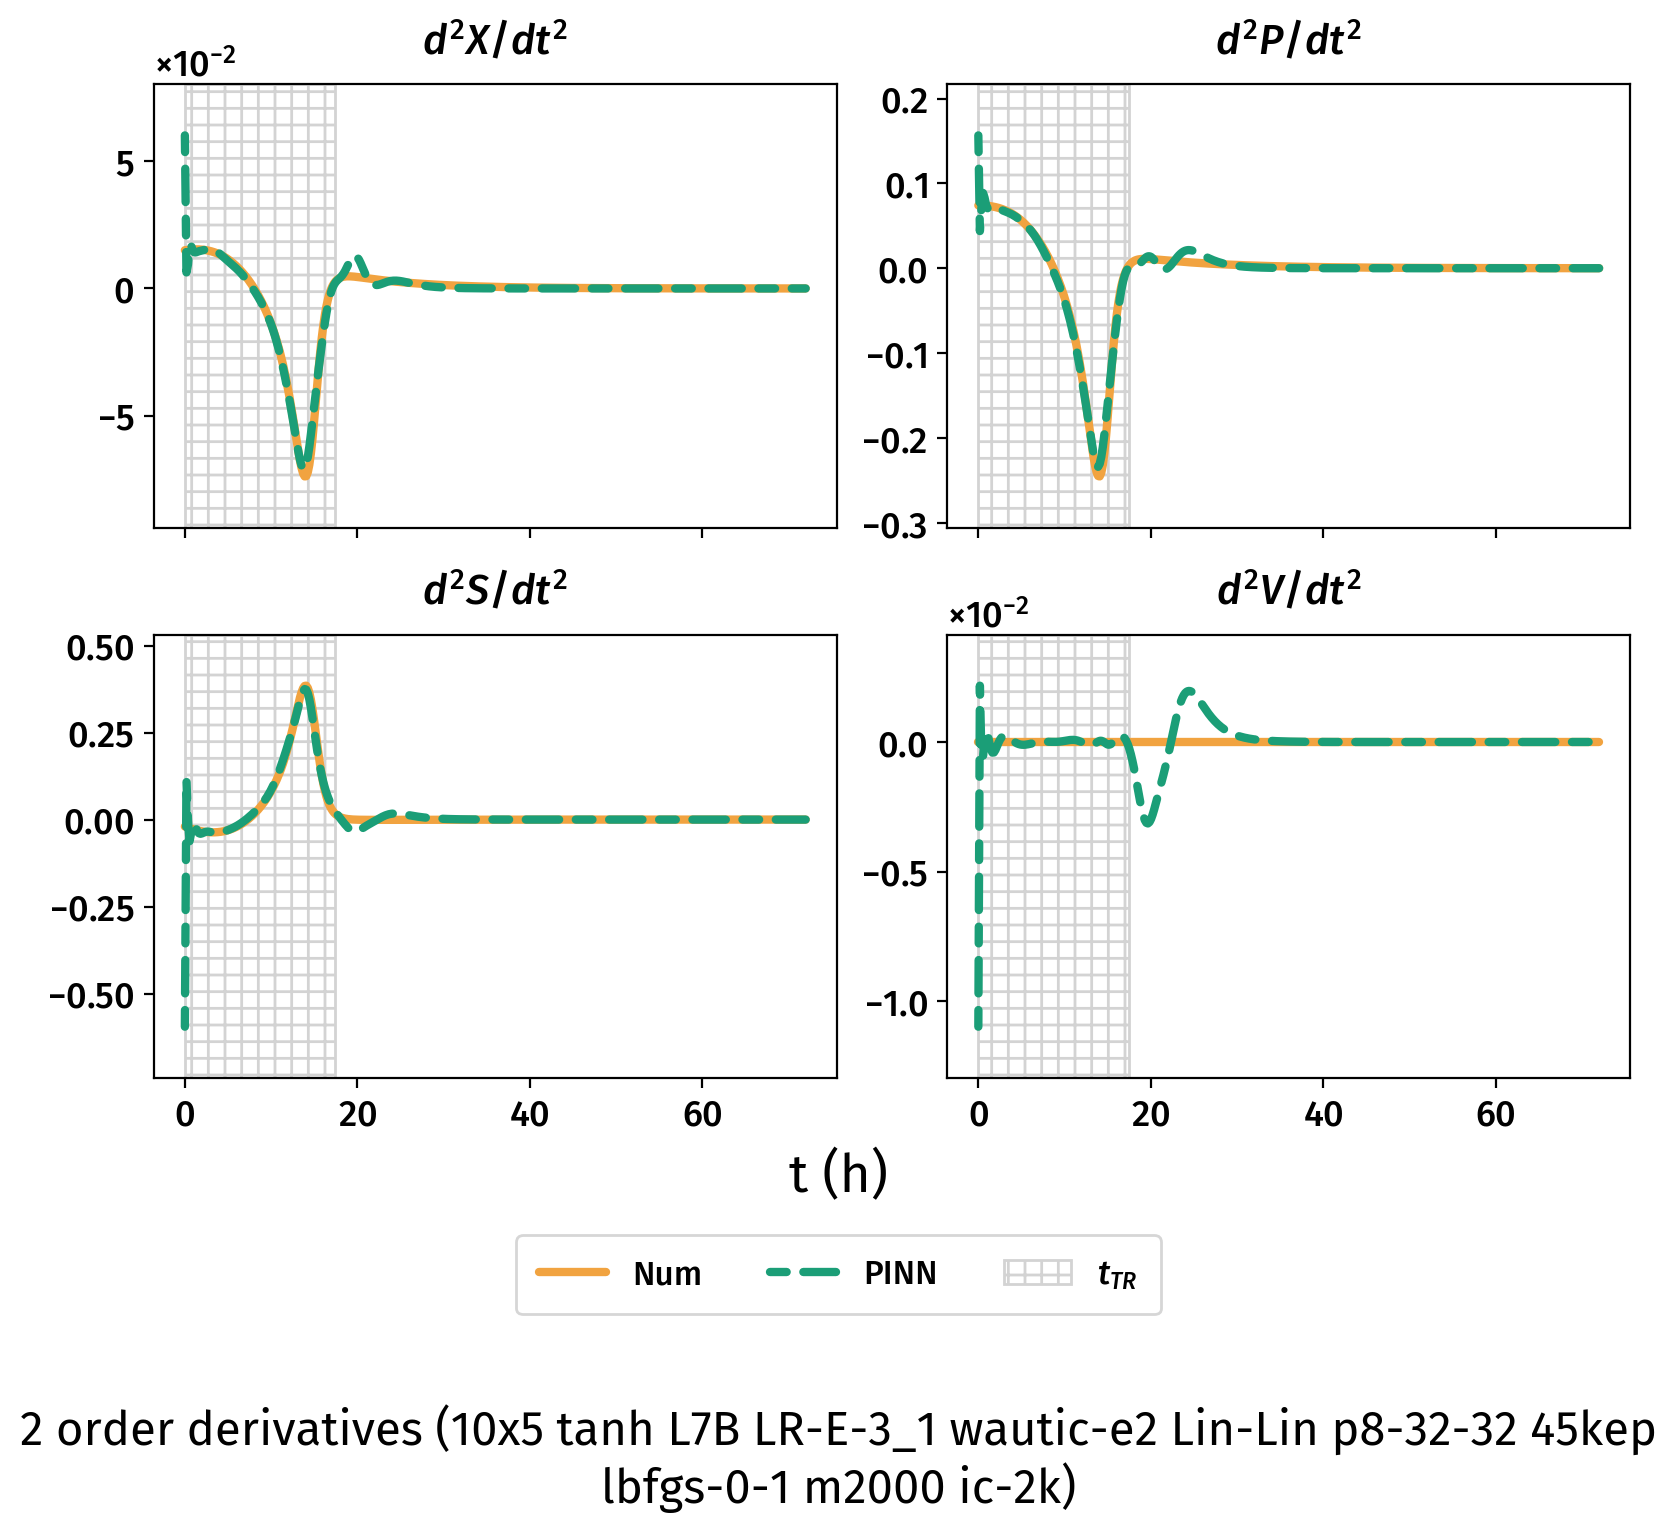 d²X/dt²
×10⁻²
5
0
−5
d²P/dt²
0.2
0.1
0.0
−0.1
−0.2
−0.3
d²S/dt²
0.50
0.25
0.00
−0.25
−0.50
0 20 40 60
d²V/dt²
×10⁻²
0.0
−0.5
−1.0
0 20 40 60
t (h)
Num PINN t_TR
2 order derivatives (10x5 tanh L7B LR-E-3_1 wautic-e2 Lin-Lin p8-32-32 45kep
lbfgs-0-1 m2000 ic-2k)